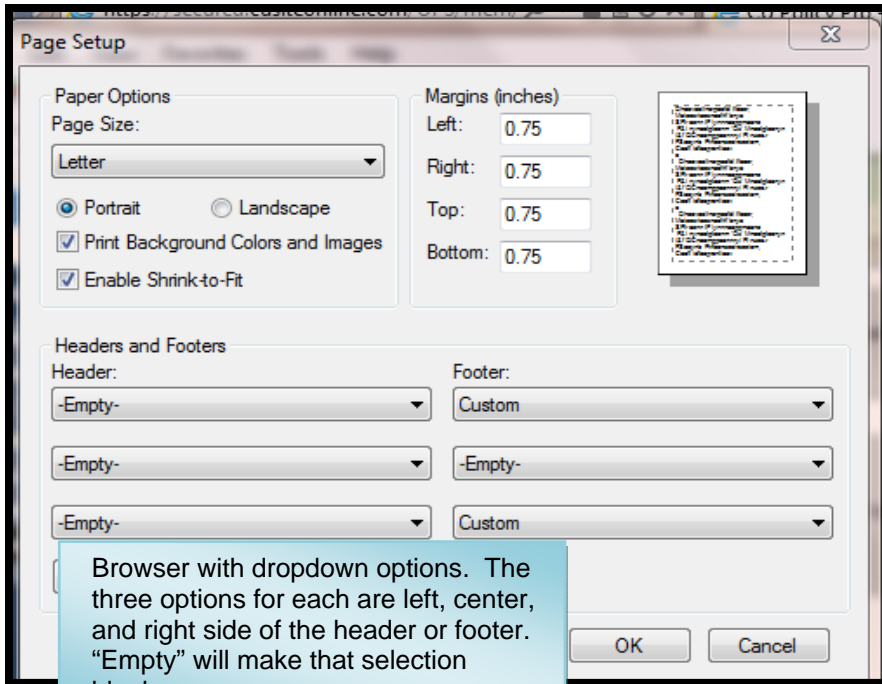 Page Setup
Paper Options
Page Size:
Letter
Portrait Landscape
Print Background Colors and Images
Enable Shrink-to-Fit
Margins (inches)
Left: 0.75
Right: 0.75
Top: 0.75
Bottom: 0.75
Headers and Footers
Header: Footer:
-Empty- Custom
-Empty- -Empty-
-Empty- Custom
Browser with dropdown options. The
three options for each are left, center,
and right side of the header or footer.
“Empty” will make that selection
OK Cancel